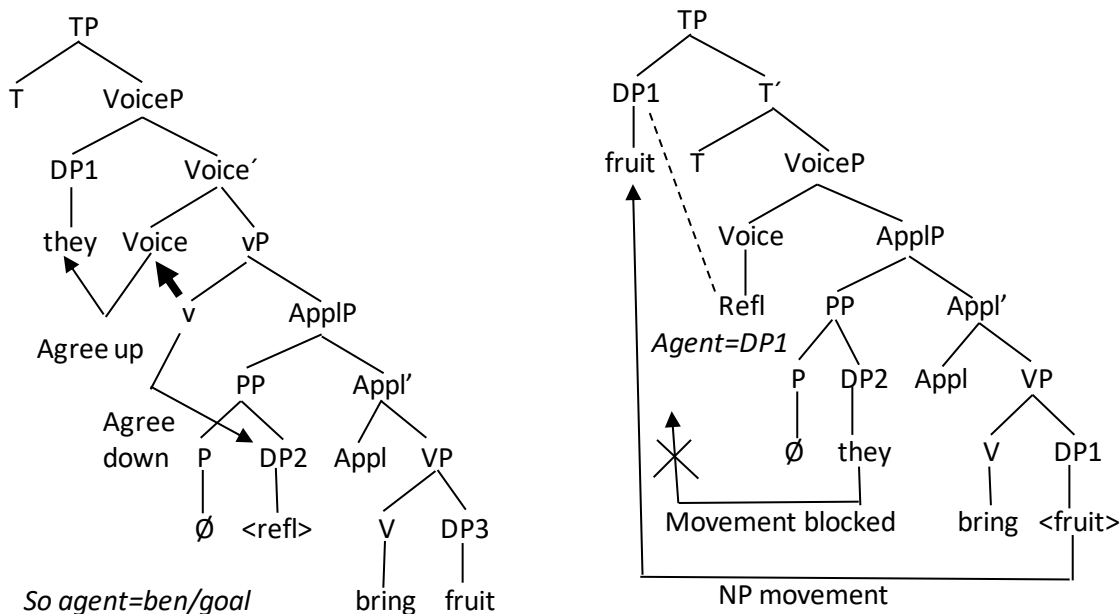 TP
T VoiceP
DP1 Voice´
they Voice vP
v ApplP
Agree up
PP Appl’
Agree
down P DP2 Appl VP
Ø <refl> V DP3
So agent=ben/goal bring fruit
TP
DP1 T´
fruit T VoiceP
Voice ApplP
Refl PP Appl’
Agent=DP1
P DP2 Appl VP
Ø they V DP1
Movement blocked bring <fruit>
NP movement